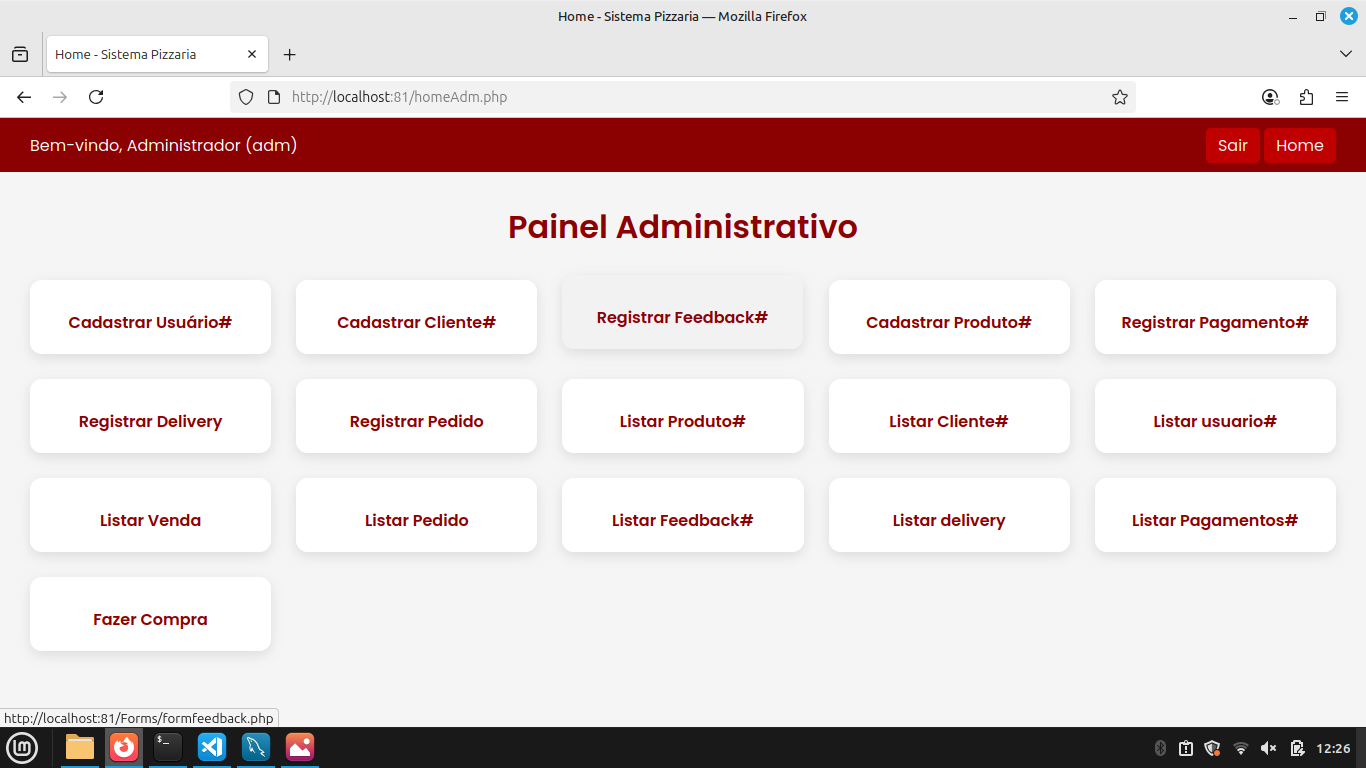 Home - Sistema Pizzaria — Mozilla Firefox
Home - Sistema Pizzaria
http://localhost:81/homeAdm.php
Bem-vindo, Administrador (adm)
Sair
Home
Painel Administrativo
Cadastrar Usuário#
Cadastrar Cliente#
Registrar Feedback#
Cadastrar Produto#
Registrar Pagamento#
Registrar Delivery
Registrar Pedido
Listar Produto#
Listar Cliente#
Listar usuario#
Listar Venda
Listar Pedido
Listar Feedback#
Listar delivery
Listar Pagamentos#
Fazer Compra
http://localhost:81/Forms/formfeedback.php
12:26